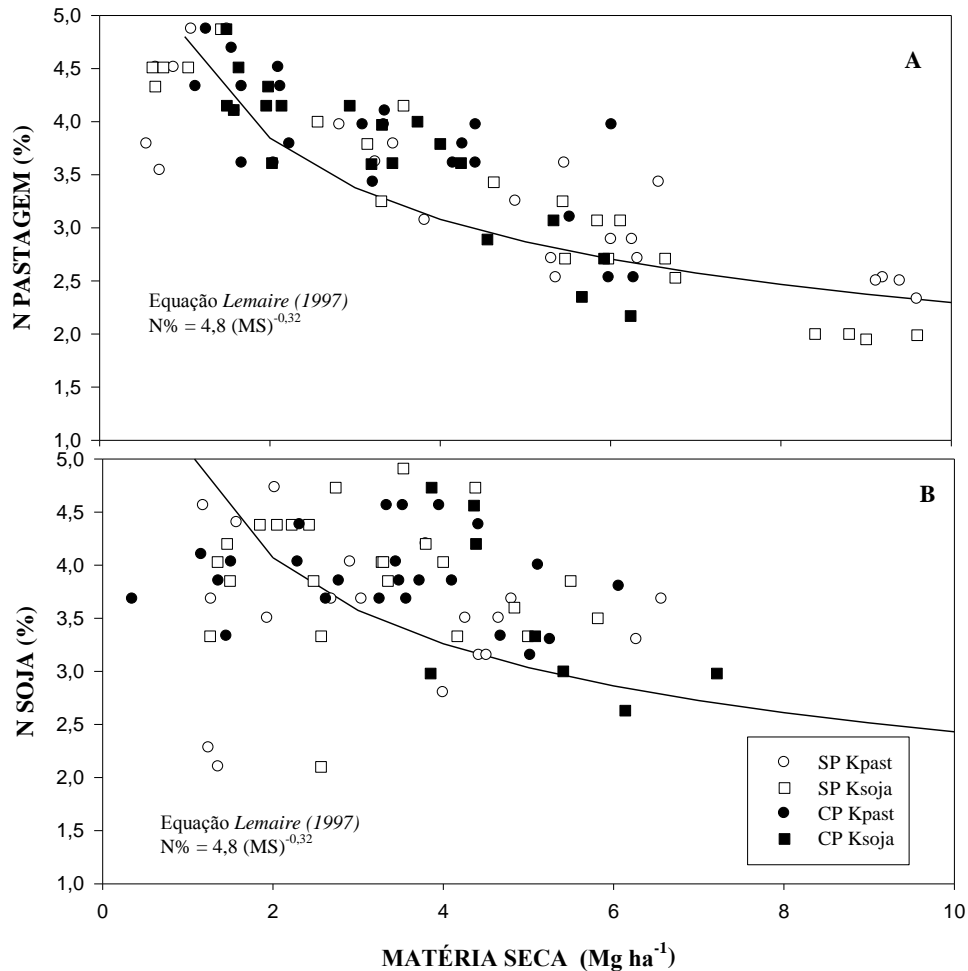 5,0
A
4,5
4,0
3,5
3,0
2,5
2,0
1,5
1,0
N PASTAGEM (%)
Equação Lemaire (1997)
N% = 4,8 (MS)-0,32
5,0
B
4,5
4,0
3,5
3,0
2,5
2,0
1,5
1,0
N SOJA (%)
SP Kpast
SP Ksoja
CP Kpast
CP Ksoja
Equação Lemaire (1997)
N% = 4,8 (MS)-0,32
0 2 4 6 8 10
MATÉRIA SECA (Mg ha-1)